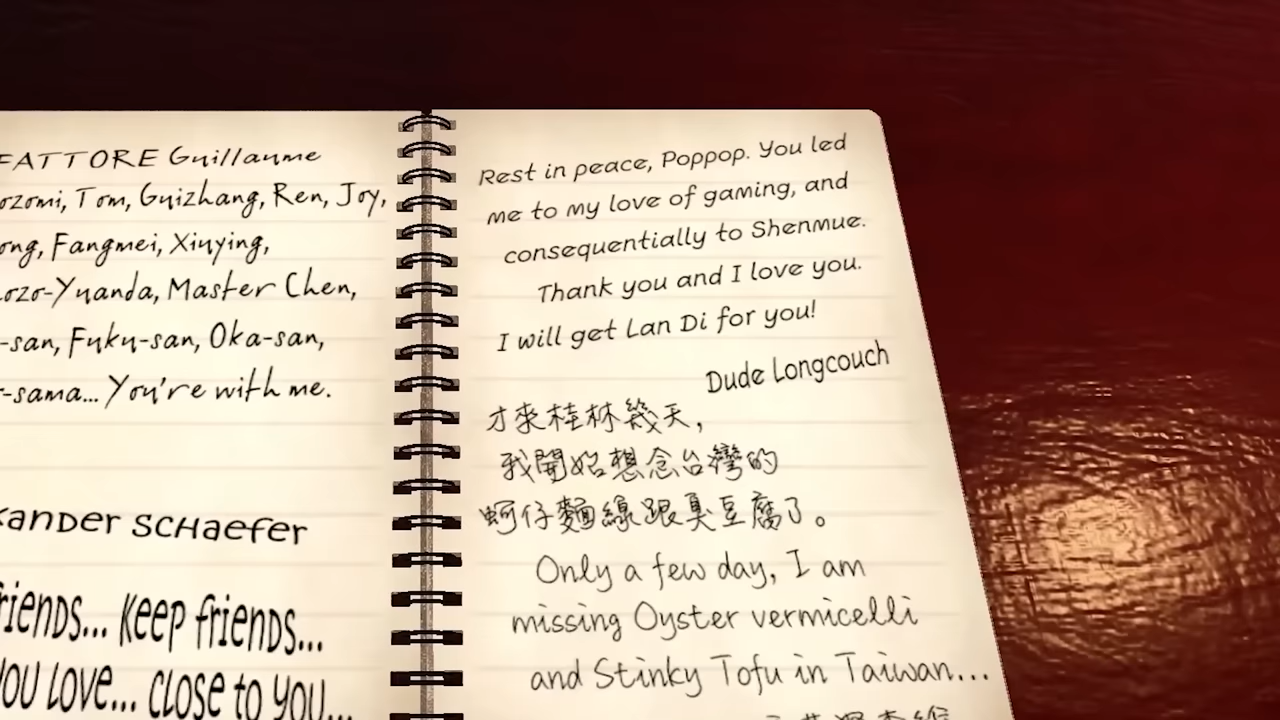 FATTORE Guillaume
ozomi, Tom, Guizhang, Ren, Joy,
ong, Fangmei, Xiuying,
ozo-Yuanda, Master Chen,
-san, Fuku-san, Oka-san,
-sama... You're with me.
xander Schaefer
riends... Keep friends...
you love... close to you...
Rest in peace, Poppop. You led
me to my love of gaming, and
consequentially to Shenmue.
Thank you and I love you.
I will get Lan Di for you!
Dude Longcouch
才來桂林幾天，
我開始想念台灣的
蚵仔麵線跟臭豆腐了。
Only a few day, I am
missing Oyster vermicelli
and Stinky Tofu in Taiwan...